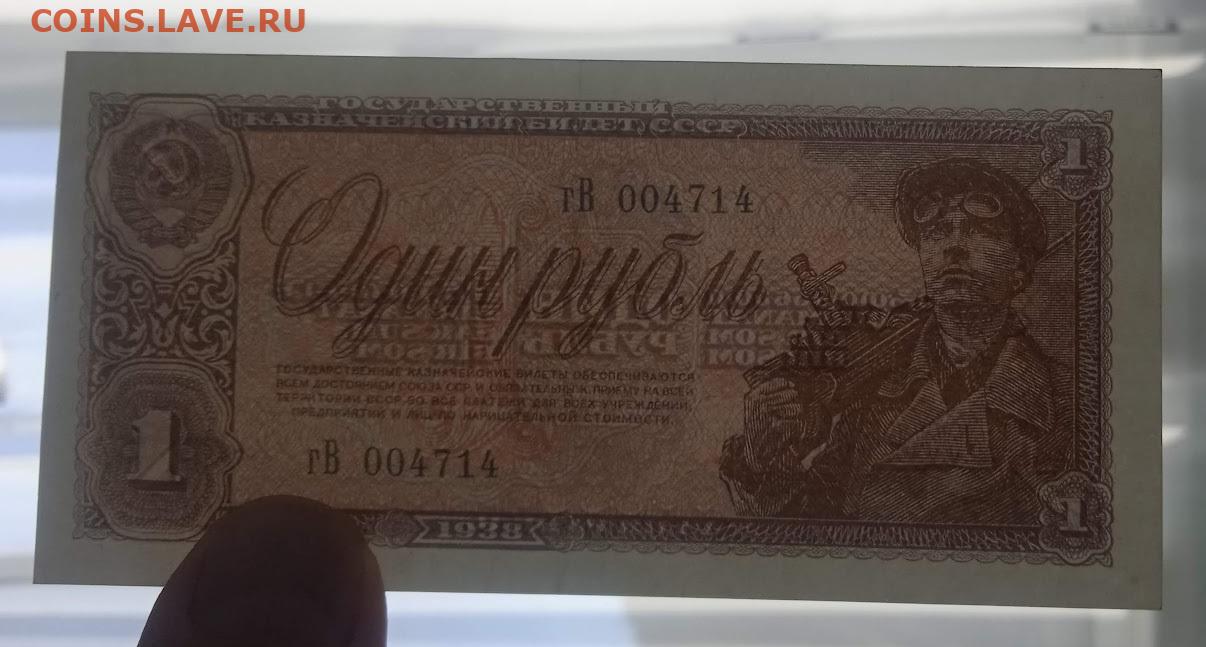 COINS.LAVE.RU
ГОСУДАРСТВЕННЫЙ
КАЗНАЧЕЙСКИЙ БИЛЕТ СССР
1
гВ 004714
Один рубль
ГОСУДАРСТВЕННЫЕ КАЗНАЧЕЙСКИЕ БИЛЕТЫ ОБЕСПЕЧИВАЮТСЯ
ВСЕМ ДОСТОЯНИЕМ СОЮЗА ССР И ОБЯЗАТЕЛЬНЫ К ПРИЕМУ НА ВСЕЙ
ТЕРРИТОРИИ СССР ВО ВСЕ ПЛАТЕЖИ ДЛЯ ВСЕХ УЧРЕЖДЕНИЙ,
ПРЕДПРИЯТИЙ И ЛИЦ ПО НАРИЦАТЕЛЬНОЙ СТОИМОСТИ.
1
гВ 004714
1938
1